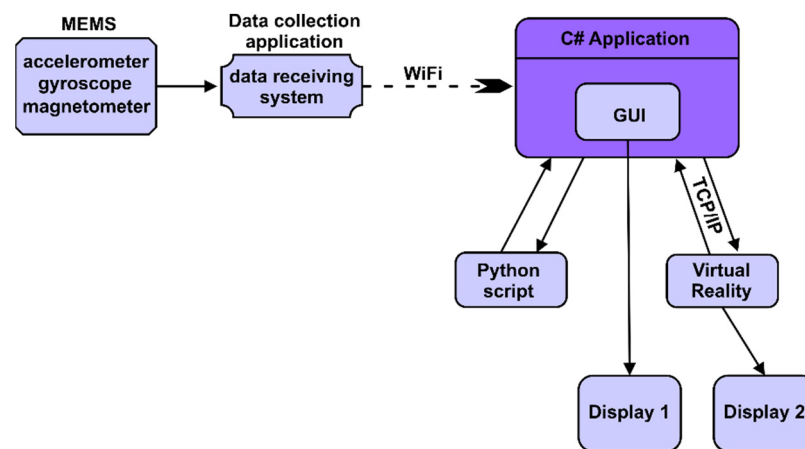 MEMS
accelerometer
gyroscope
magnetometer
Data collection
application
data receiving
system
WiFi
C# Application
GUI
TCP/IP
Python
script
Virtual
Reality
Display 1
Display 2